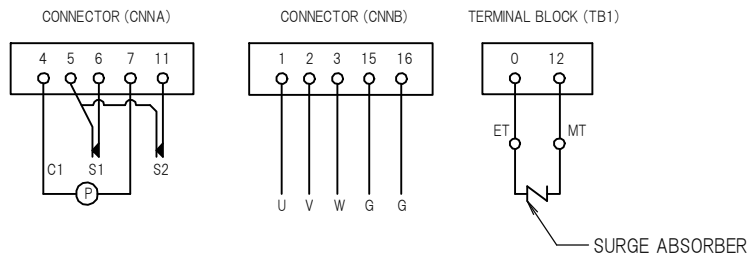 CONNECTOR (CNNA) CONNECTOR (CNNB) TERMINAL BLOCK (TB1)
4 5 6 7 11 1 2 3 15 16 0 12
ET MT
C1 S1 S2
P
U V W G G
SURGE ABSORBER